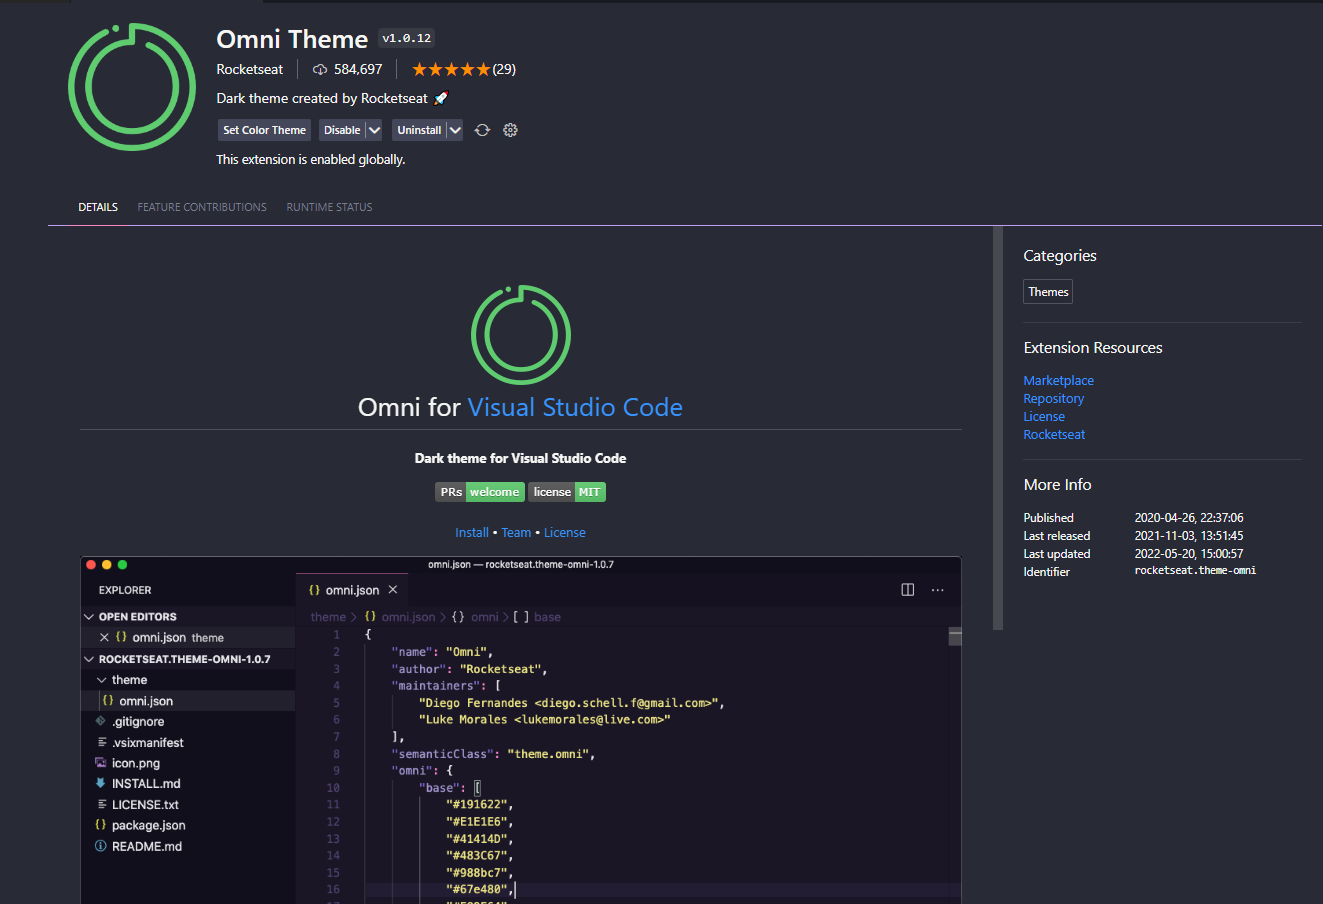 Omni Theme v1.0.12
Rocketseat 584,697 (29)
Dark theme created by Rocketseat 🚀
Set Color Theme Disable Uninstall
This extension is enabled globally.
DETAILS FEATURE CONTRIBUTIONS RUNTIME STATUS
Omni for Visual Studio Code
Dark theme for Visual Studio Code
PRs welcome license MIT
Install • Team • License
omni.json — rocketseat.theme-omni-1.0.7
EXPLORER
OPEN EDITORS
omni.json theme
ROCKETSEAT.THEME-OMNI-1.0.7
theme
omni.json
.gitignore
.vsixmanifest
icon.png
INSTALL.md
LICENSE.txt
package.json
README.md
{} omni.json
theme > {} omni.json > {} omni > [ ] base
1 {
2 "name": "Omni",
3 "author": "Rocketseat",
4 "maintainers": [
5 "Diego Fernandes <diego.schell.f@gmail.com>",
6 "Luke Morales <lukemorales@live.com>"
7 ],
8 "semanticClass": "theme.omni",
9 "omni": {
10 "base": [
11 "#191622",
12 "#E1E1E6",
13 "#41414D",
14 "#483C67",
15 "#988bc7",
16 "#67e480",
Categories
Themes
Extension Resources
Marketplace
Repository
License
Rocketseat
More Info
Published 2020-04-26, 22:37:06
Last released 2021-11-03, 13:51:45
Last updated 2022-05-20, 15:00:57
Identifier rocketseat.theme-omni